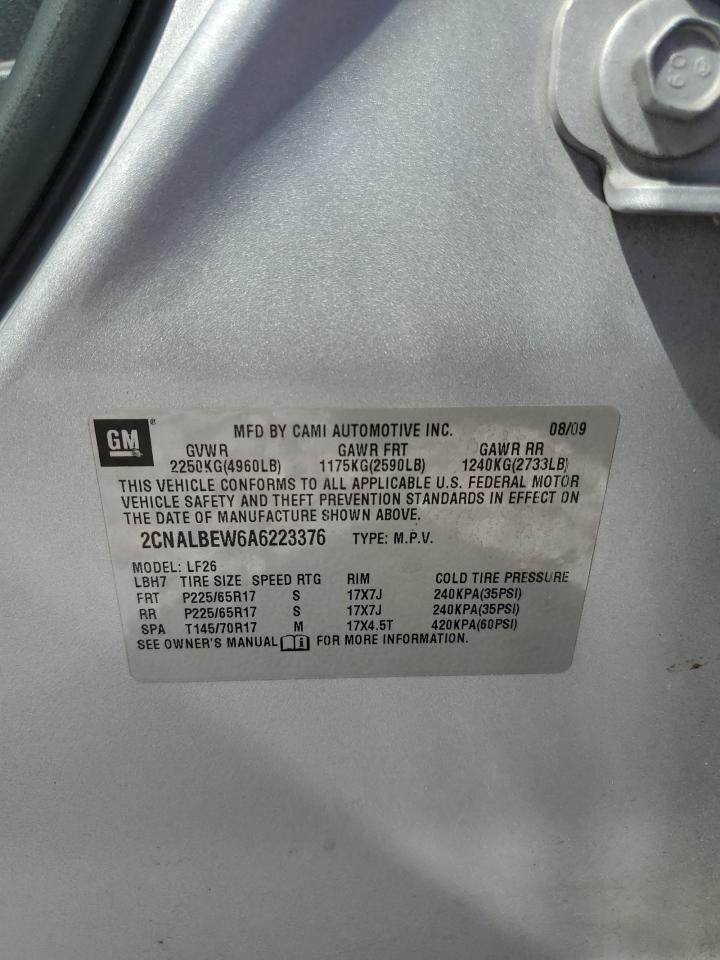 60
GM®
MFD BY CAMI AUTOMOTIVE INC. 08/09
GVWR GAWR FRT GAWR RR
2250KG(4960LB) 1175KG(2590LB) 1240KG(2733LB)
THIS VEHICLE CONFORMS TO ALL APPLICABLE U.S. FEDERAL MOTOR
VEHICLE SAFETY AND THEFT PREVENTION STANDARDS IN EFFECT ON
THE DATE OF MANUFACTURE SHOWN ABOVE.
2CNALBEW6A6223376 TYPE: M.P.V.
MODEL: LF26
LBH7 TIRE SIZE SPEED RTG RIM COLD TIRE PRESSURE
FRT P225/65R17 S 17X7J 240KPA(35PSI)
RR P225/65R17 S 17X7J 240KPA(35PSI)
SPA T145/70R17 M 17X4.5T 420KPA(60PSI)
SEE OWNER'S MANUAL i FOR MORE INFORMATION.